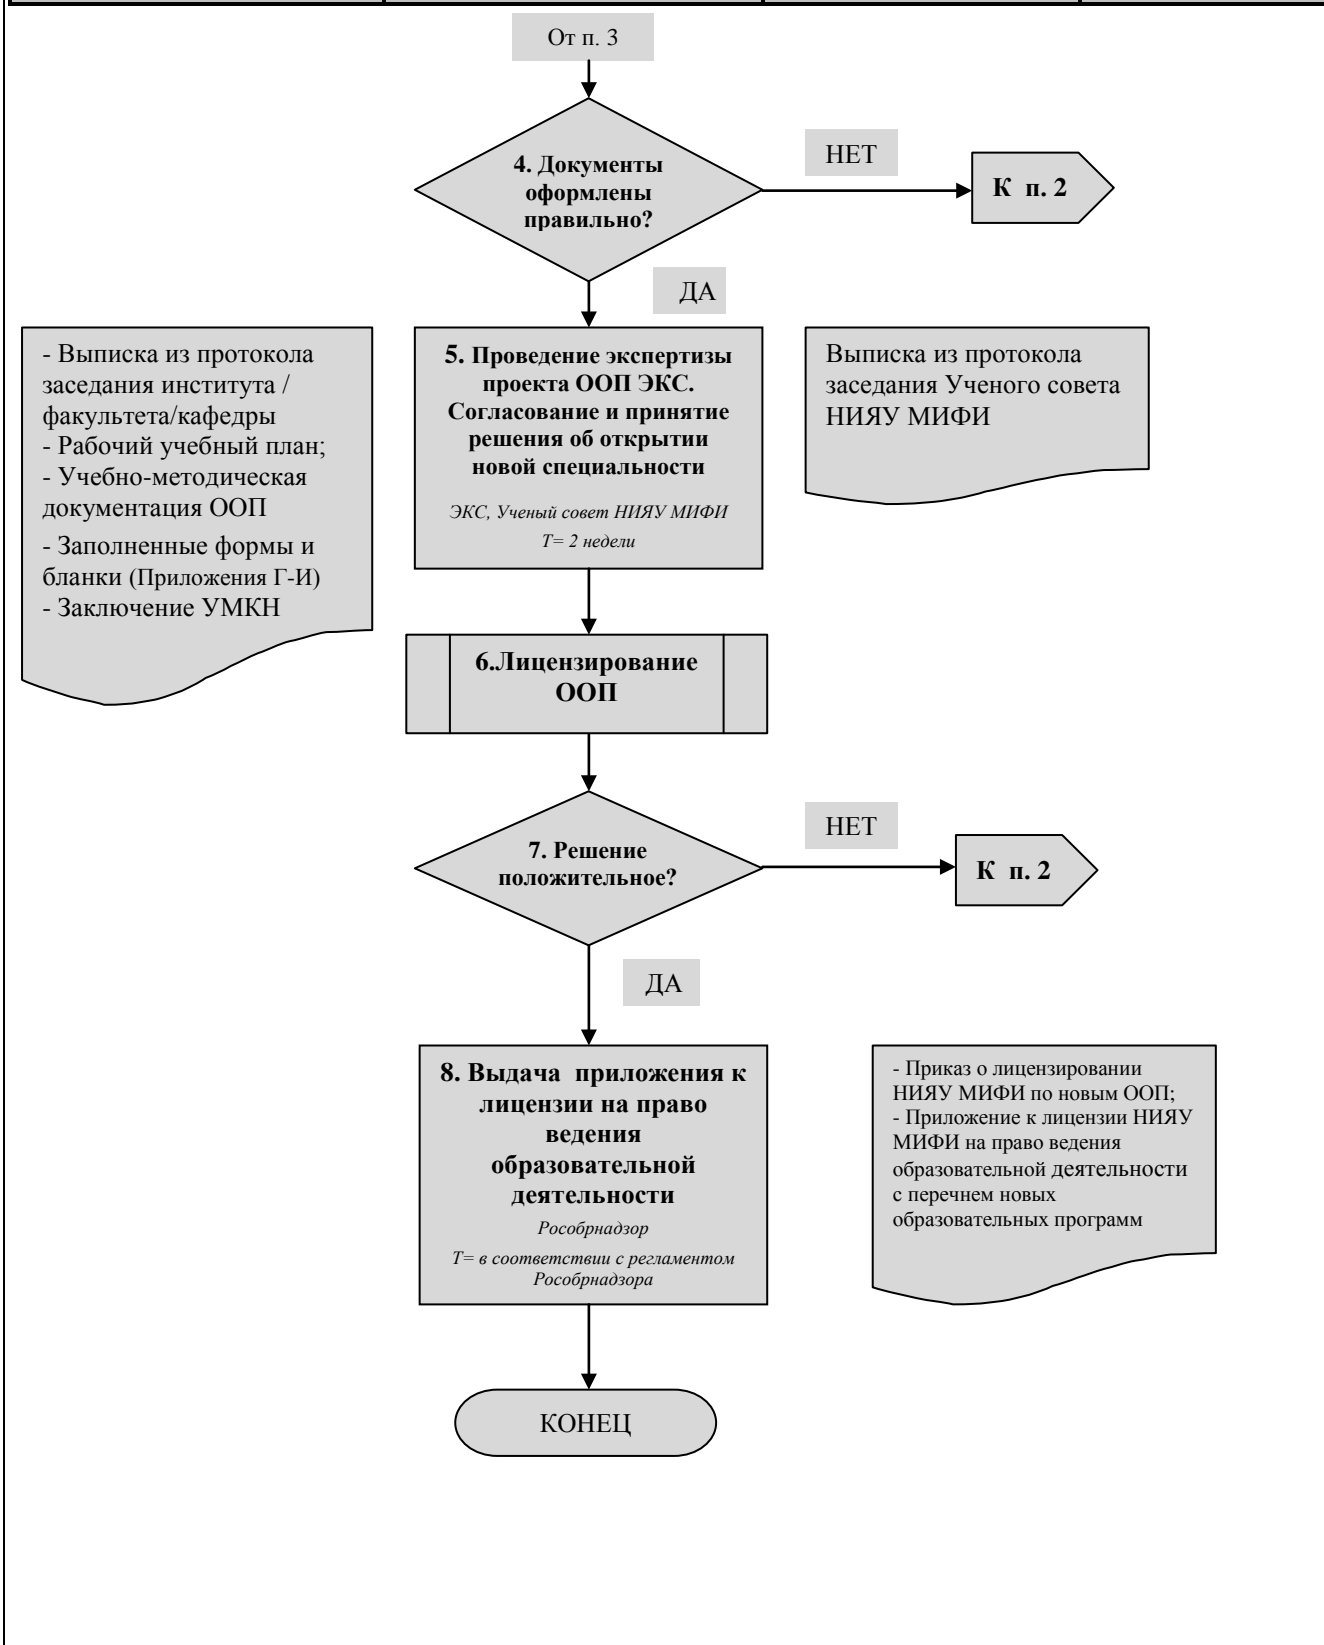 От п. 3
4. Документы
оформлены
правильно?
НЕТ
К п. 2
ДА
- Выписка из протокола
заседания института /
факультета/кафедры
- Рабочий учебный план;
- Учебно-методическая
документация ООП
- Заполненные формы и
бланки (Приложения Г-И)
- Заключение УМКН
5. Проведение экспертизы
проекта ООП ЭКС.
Согласование и принятие
решения об открытии
новой специальности
ЭКС, Ученый совет НИЯУ МИФИ
Т= 2 недели
Выписка из протокола
заседания Ученого совета
НИЯУ МИФИ
6.Лицензирование
ООП
7. Решение
положительное?
НЕТ
К п. 2
ДА
8. Выдача приложения к
лицензии на право
ведения
образовательной
деятельности
Рособрнадзор
Т= в соответствии с регламентом
Рособрнадзора
- Приказ о лицензировании
НИЯУ МИФИ по новым ООП;
- Приложение к лицензии НИЯУ
МИФИ на право ведения
образовательной деятельности
с перечнем новых
образовательных программ
КОНЕЦ